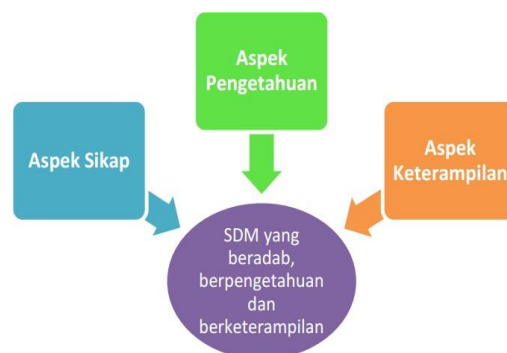 Aspek
Pengetahuan
Aspek Sikap
Aspek
Keterampilan
SDM yang
beradab,
berpengetahuan
dan
berketerampilan